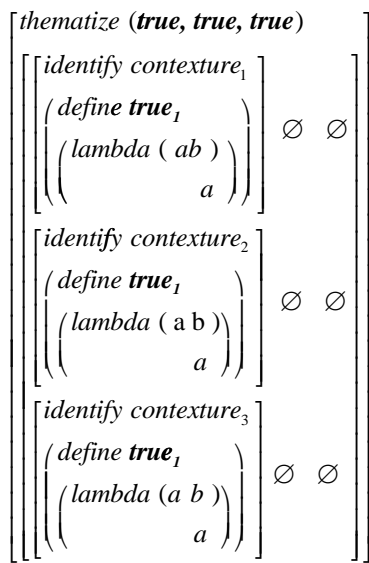 thematize (true, true, true)
identify contexture₁
define true₁ ∅ ∅
lambda ( ab )
a
identify contexture₂
define true₁ ∅ ∅
lambda ( a b )
a
identify contexture₃
define true₁ ∅ ∅
lambda (a b )
a